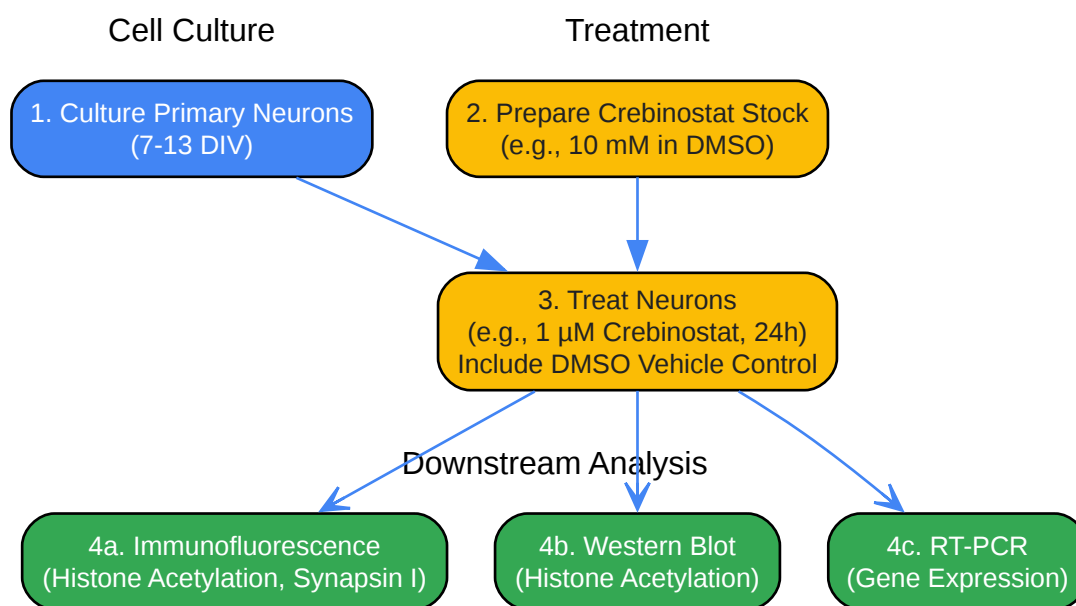 Cell Culture
Treatment
1. Culture Primary Neurons
(7-13 DIV)
2. Prepare Crebinostat Stock
(e.g., 10 mM in DMSO)
3. Treat Neurons
(e.g., 1 µM Crebinostat, 24h)
Include DMSO Vehicle Control
Downstream Analysis
4a. Immunofluorescence
(Histone Acetylation, Synapsin I)
4b. Western Blot
(Histone Acetylation)
4c. RT-PCR
(Gene Expression)